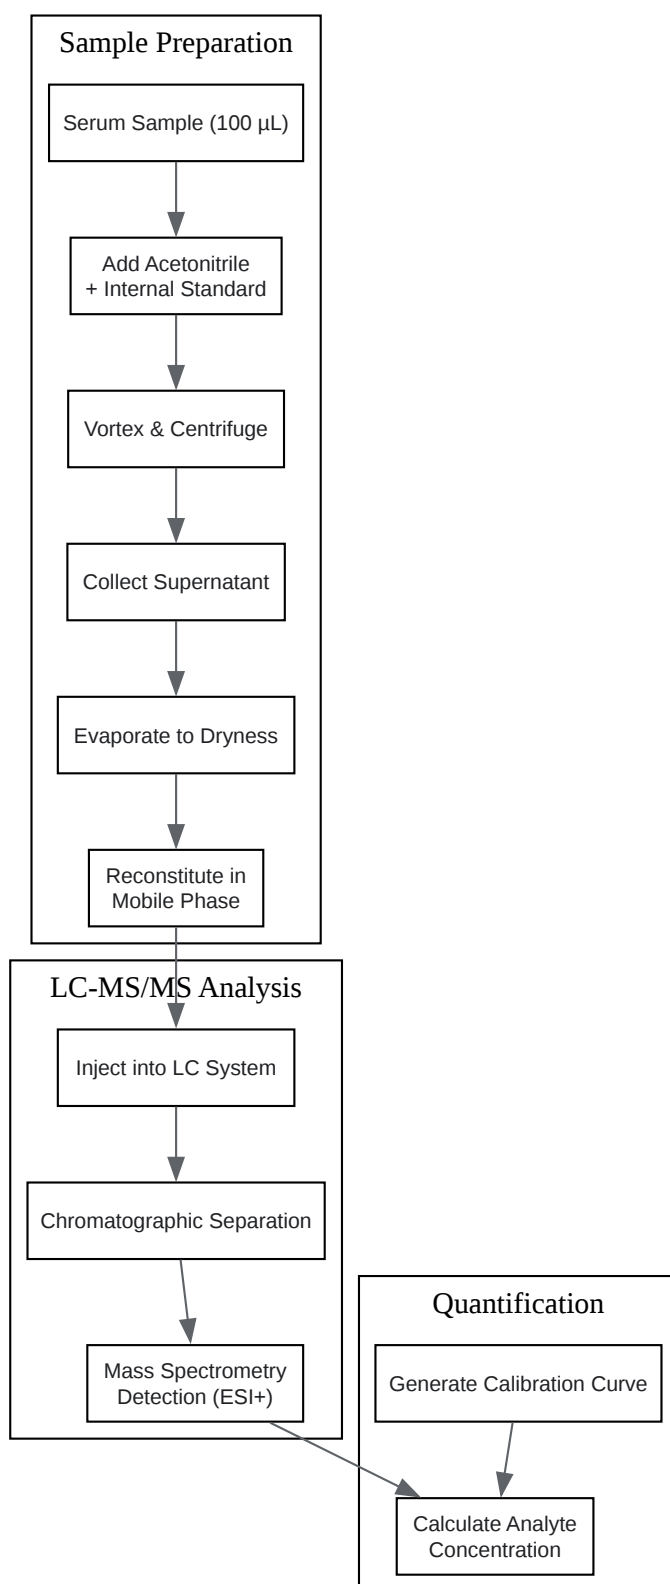 Sample Preparation
Serum Sample (100 µL)
Add Acetonitrile
+ Internal Standard
Vortex & Centrifuge
Collect Supernatant
Evaporate to Dryness
Reconstitute in
Mobile Phase
LC-MS/MS Analysis
Inject into LC System
Chromatographic Separation
Mass Spectrometry
Detection (ESI+)
Quantification
Generate Calibration Curve
Calculate Analyte
Concentration